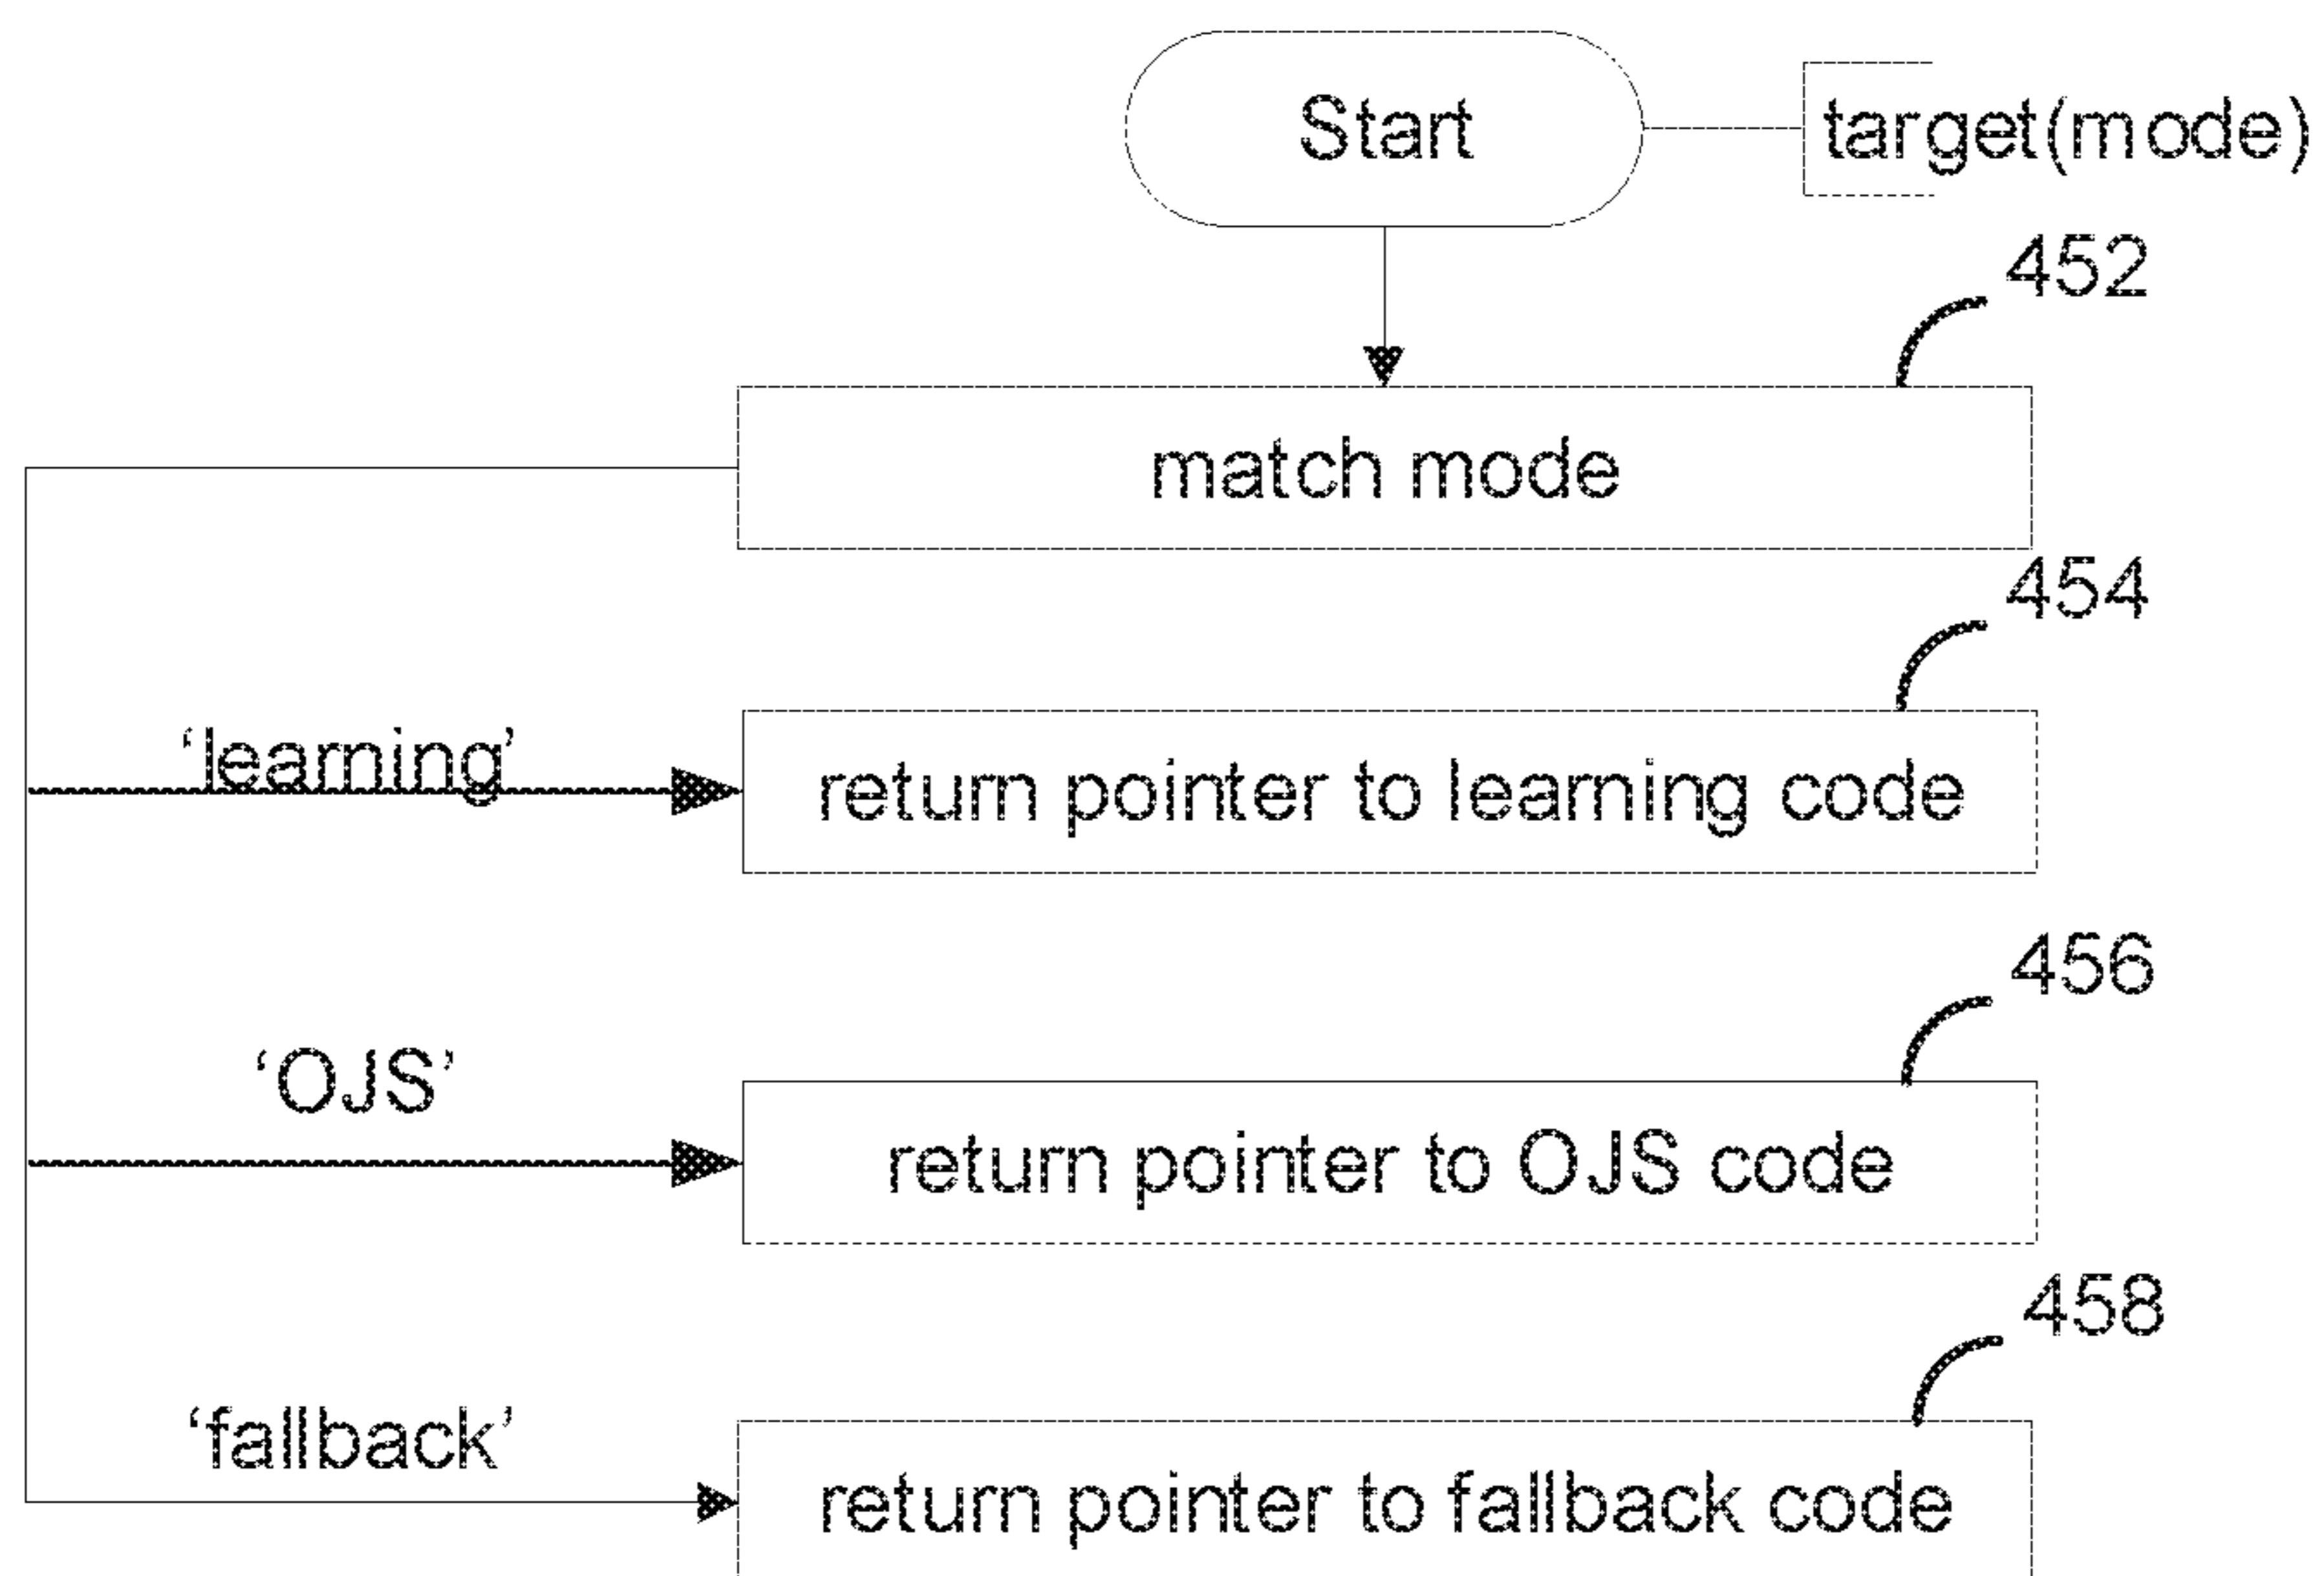 Start
target(mode)
452
match mode
454
‘learning’
return pointer to learning code
456
‘OJS’
return pointer to OJS code
458
‘fallback’
return pointer to fallback code